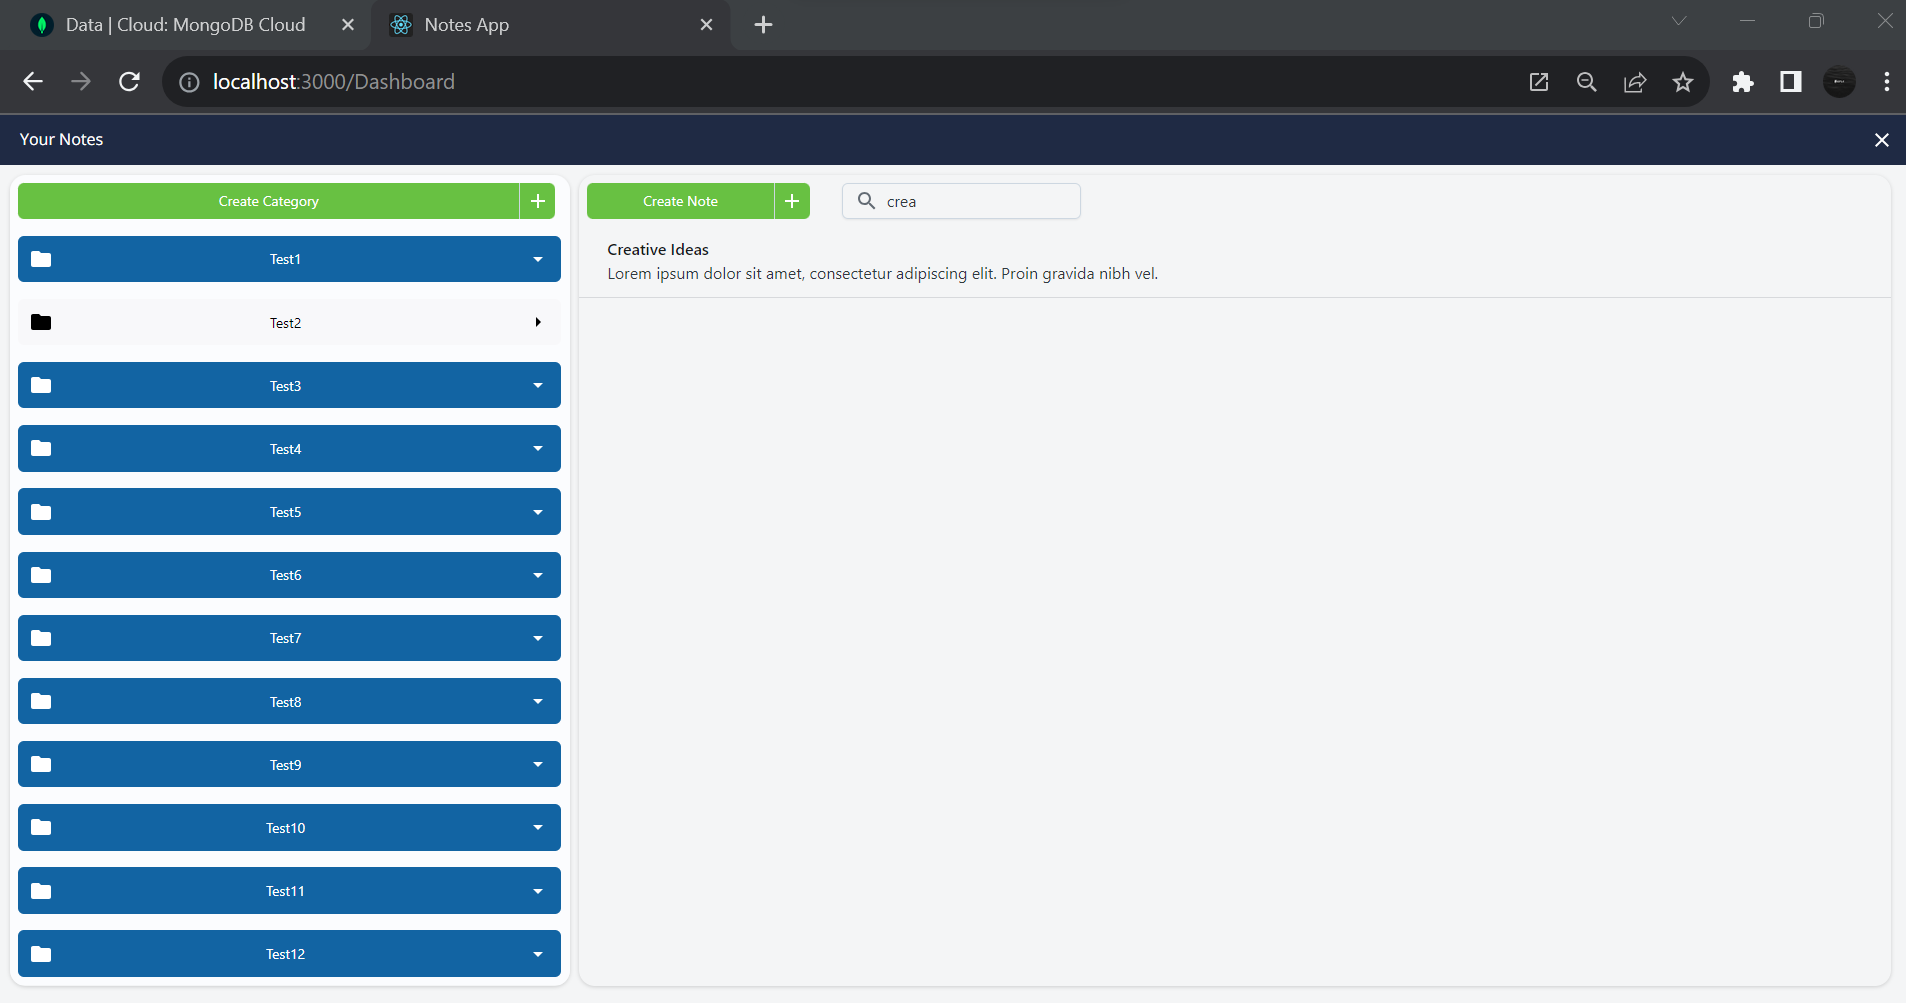 Data | Cloud: MongoDB Cloud
Notes App
localhost:3000/Dashboard
Your Notes
Create Category
Create Note
crea
Test1
Test2
Test3
Test4
Test5
Test6
Test7
Test8
Test9
Test10
Test11
Test12
Creative Ideas
Lorem ipsum dolor sit amet, consectetur adipiscing elit. Proin gravida nibh vel.